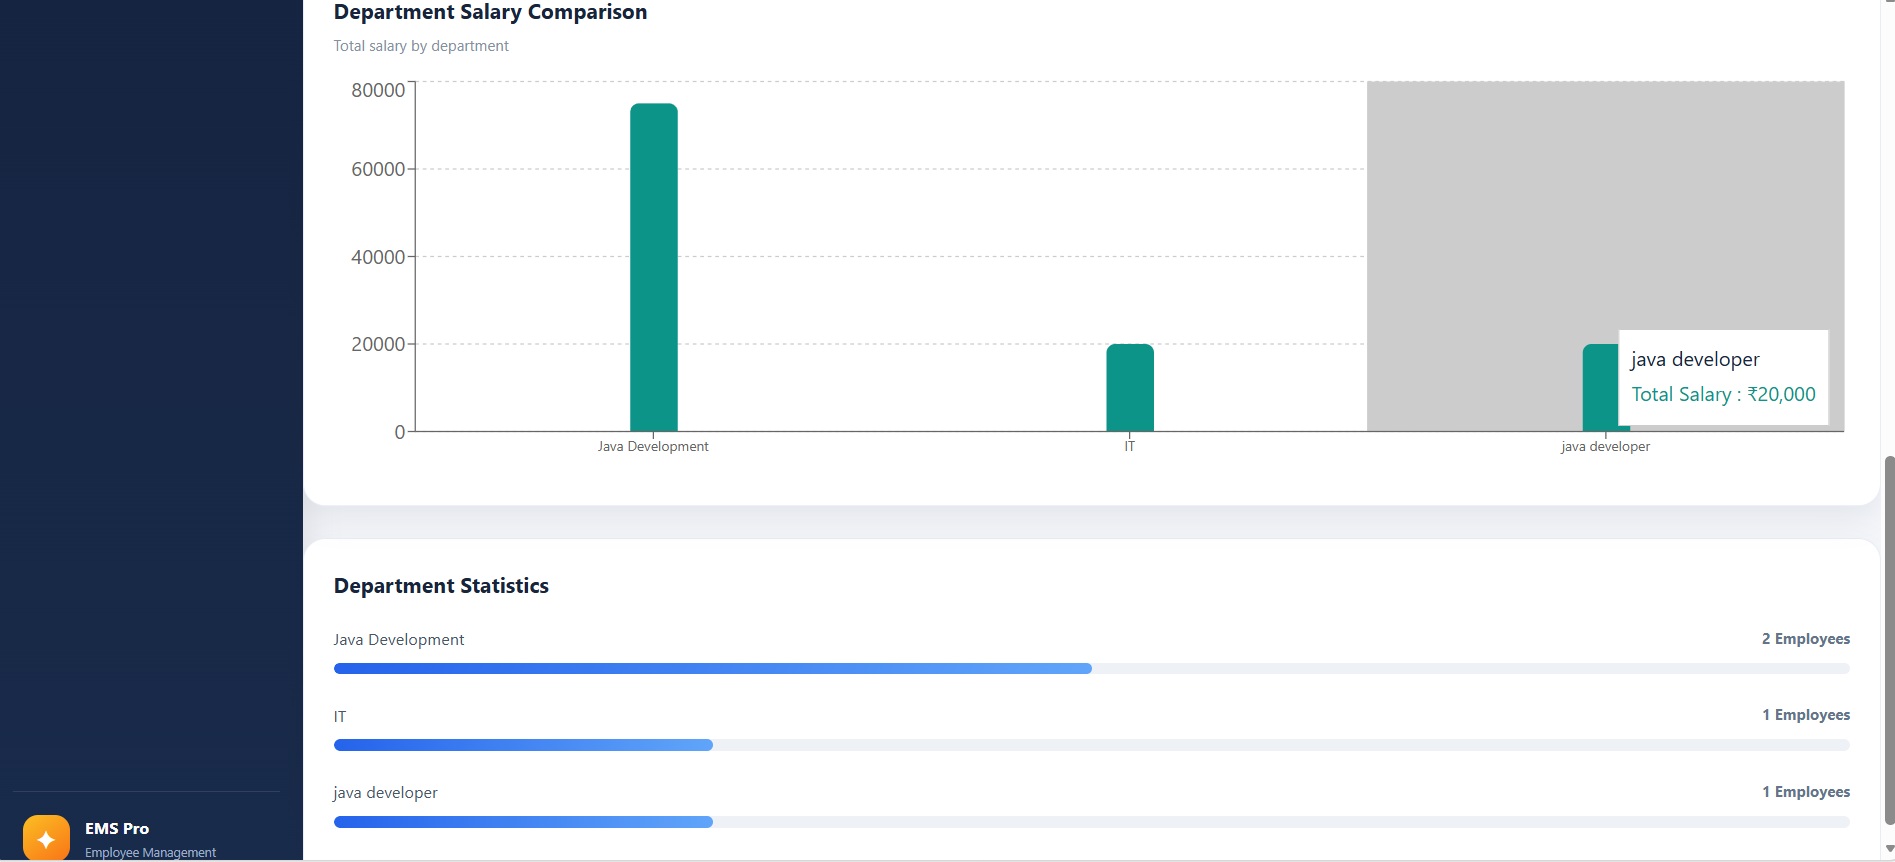 Department Salary Comparison
Total salary by department
80000
60000
40000
20000
0
Java Development
IT
java developer
java developer
Total Salary : ₹20,000
Department Statistics
Java Development
2 Employees
IT
1 Employees
java developer
1 Employees
EMS Pro
Employee Management